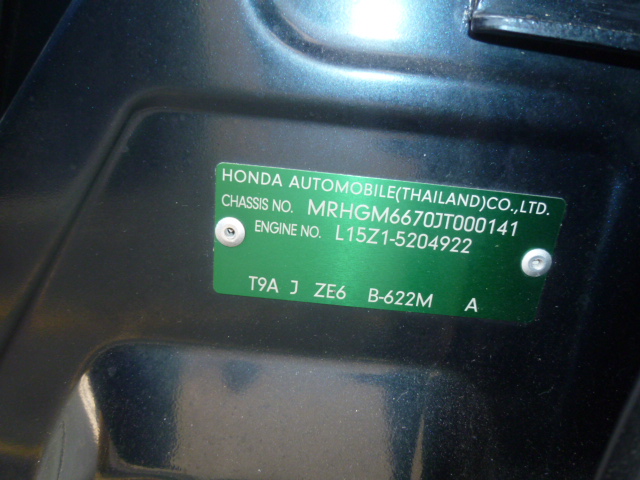 HONDA AUTOMOBILE(THAILAND)CO.,LTD.
CHASSIS NO. MRHGM6670JT000141
ENGINE NO. L15Z1-5204922
T9A J ZE6 B-622M A